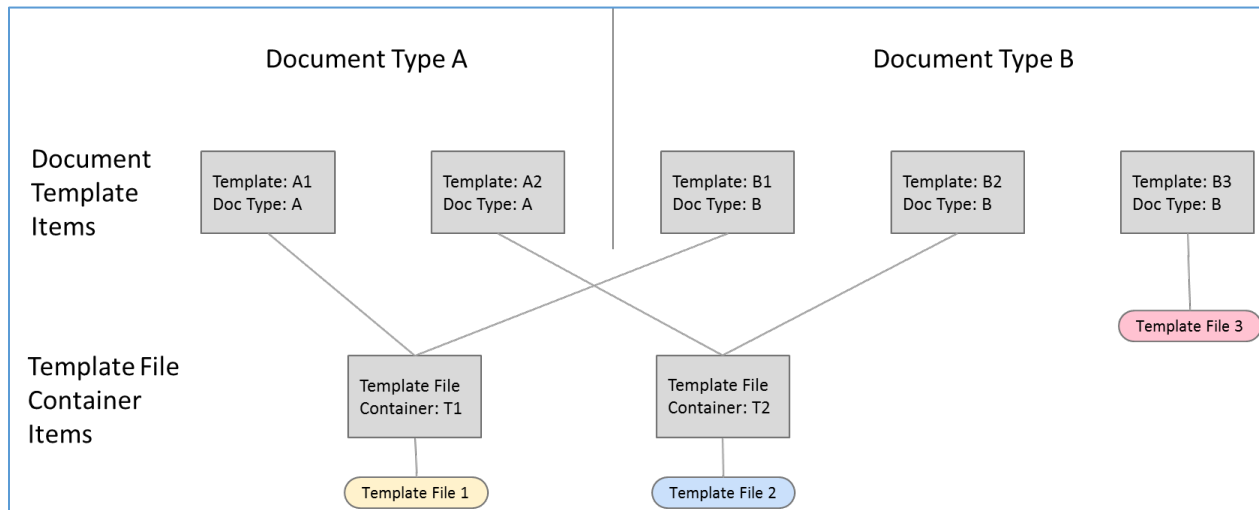 Document Type A
Document Type B
Document
Template
Items
Template: A1
Doc Type: A
Template: A2
Doc Type: A
Template: B1
Doc Type: B
Template: B2
Doc Type: B
Template: B3
Doc Type: B
Template File 3
Template File
Container
Items
Template File
Container: T1
Template File
Container: T2
Template File 1
Template File 2